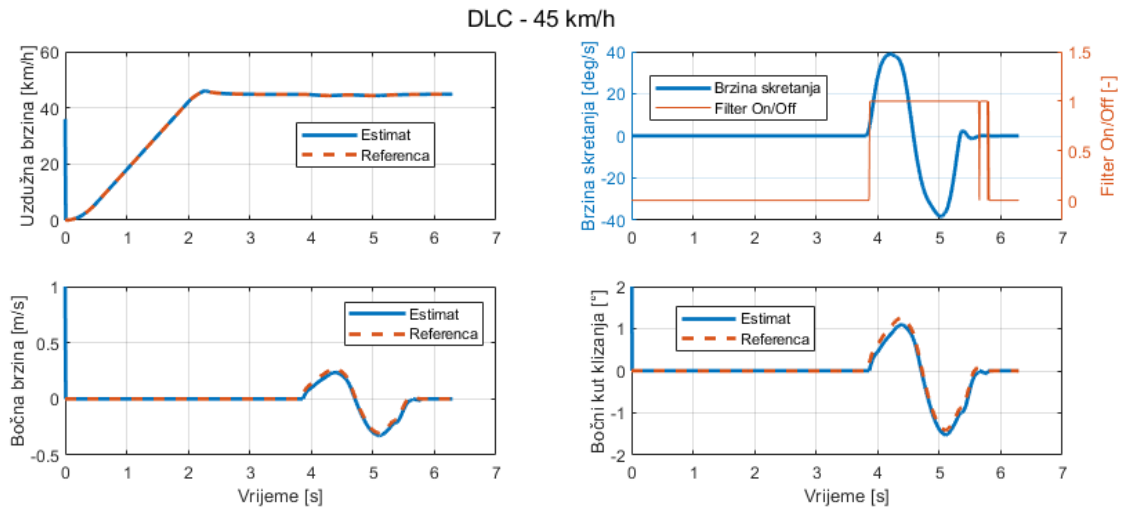 DLC - 45 km/h
Uzdužna brzina [km/h]
60
40
20
0
0 1 2 3 4 5 6 7
Estimat
Referenca
Brzina skretanja [deg/s]
40
20
0
-20
-40
0 1 2 3 4 5 6 7
Brzina skretanja
Filter On/Off
1.5
1
0.5
0
Filter On/Off [-]
Bočna brzina [m/s]
1
0.5
0
-0.5
0 1 2 3 4 5 6 7
Vrijeme [s]
Estimat
Referenca
Bočni kut klizanja [°]
2
1
0
-1
-2
0 1 2 3 4 5 6 7
Vrijeme [s]
Estimat
Referenca